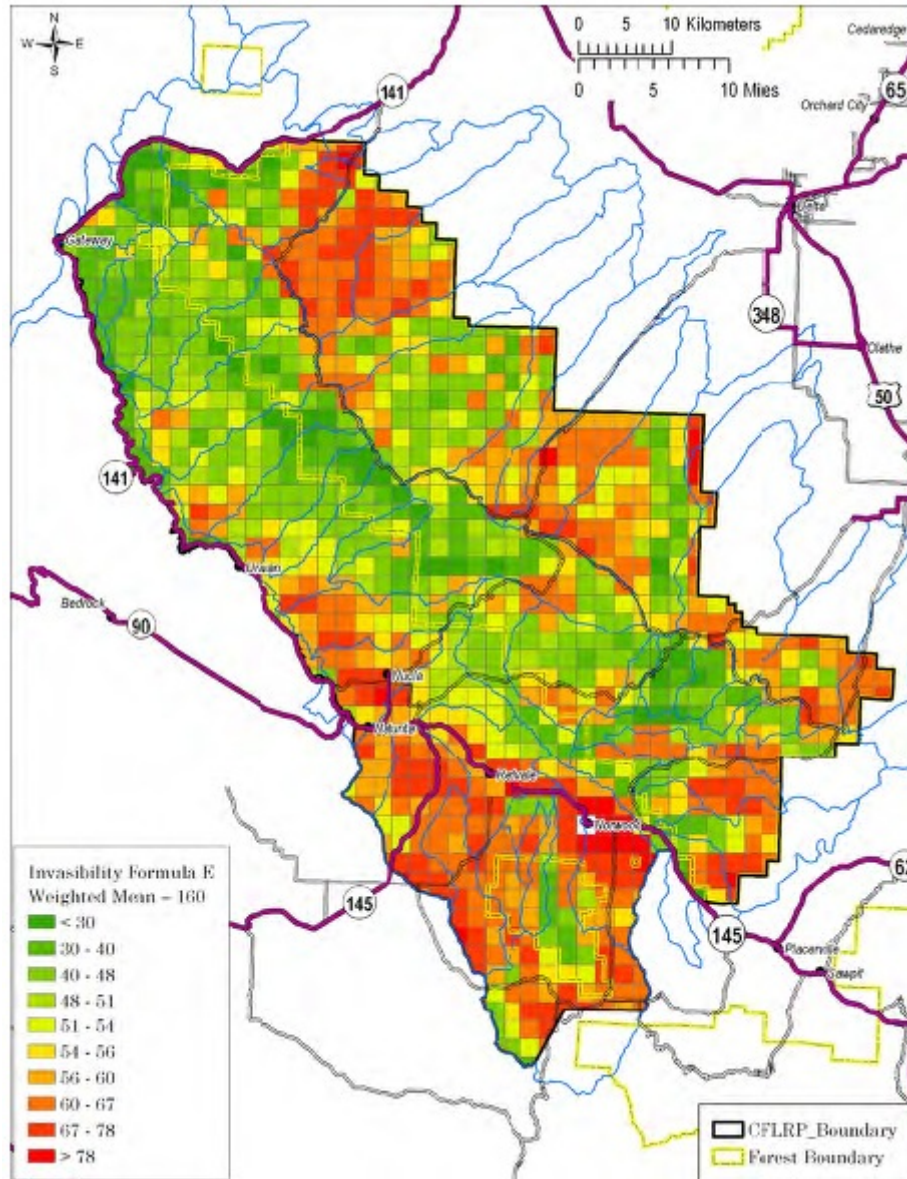 N
W E
S
0 5 10 Kilometers
0 5 10 Miles
Cedaredge
65
Orchard City
141
Delta
Gateway
348
Olathe
50
141
Uravan
Bedrock
90
Nucla
Naturita
Redvale
Norwood
62
145
145
Placerville
Sawpit
Invasibility Formula E
Weighted Mean – 160
< 30
30 - 40
40 - 48
48 - 51
51 - 54
54 - 56
56 - 60
60 - 67
67 - 78
> 78
CFLRP_Boundary
Forest Boundary